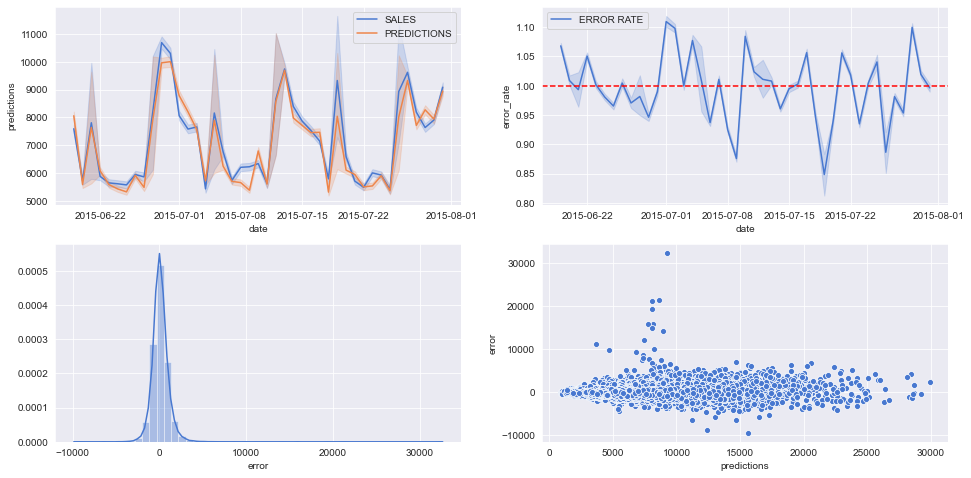 SALES
PREDICTIONS
predictions
11000
10000
9000
8000
7000
6000
5000
2015-06-22 2015-07-01 2015-07-08 2015-07-15 2015-07-22 2015-08-01
date
ERROR RATE
error_rate
1.10
1.05
1.00
0.95
0.90
0.85
0.80
2015-06-22 2015-07-01 2015-07-08 2015-07-15 2015-07-22 2015-08-01
date
0.0005
0.0004
0.0003
0.0002
0.0001
0.0000
−10000 0 10000 20000 30000
error
error
30000
20000
10000
0
−10000
0 5000 10000 15000 20000 25000 30000
predictions